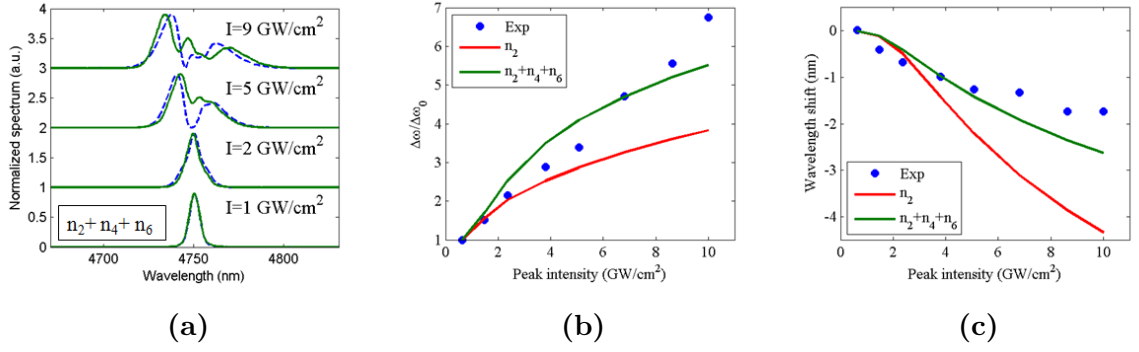 Normalized spectrum (a.u.)
4
3.5
3
2.5
2
1.5
1
0.5
0
I=9 GW/cm²
I=5 GW/cm²
I=2 GW/cm²
I=1 GW/cm²
n₂+ n₄+ n₆
4700 4750 4800
Wavelength (nm)
(a)
Δω/Δω₀
7
6
5
4
3
2
1
Exp
n₂
n₂+n₄+n₆
0 2 4 6 8 10
Peak intensity (GW/cm²)
(b)
Wavelength shift (nm)
0
-1
-2
-3
-4
Exp
n₂
n₂+n₄+n₆
0 2 4 6 8 10
Peak intensity (GW/cm²)
(c)